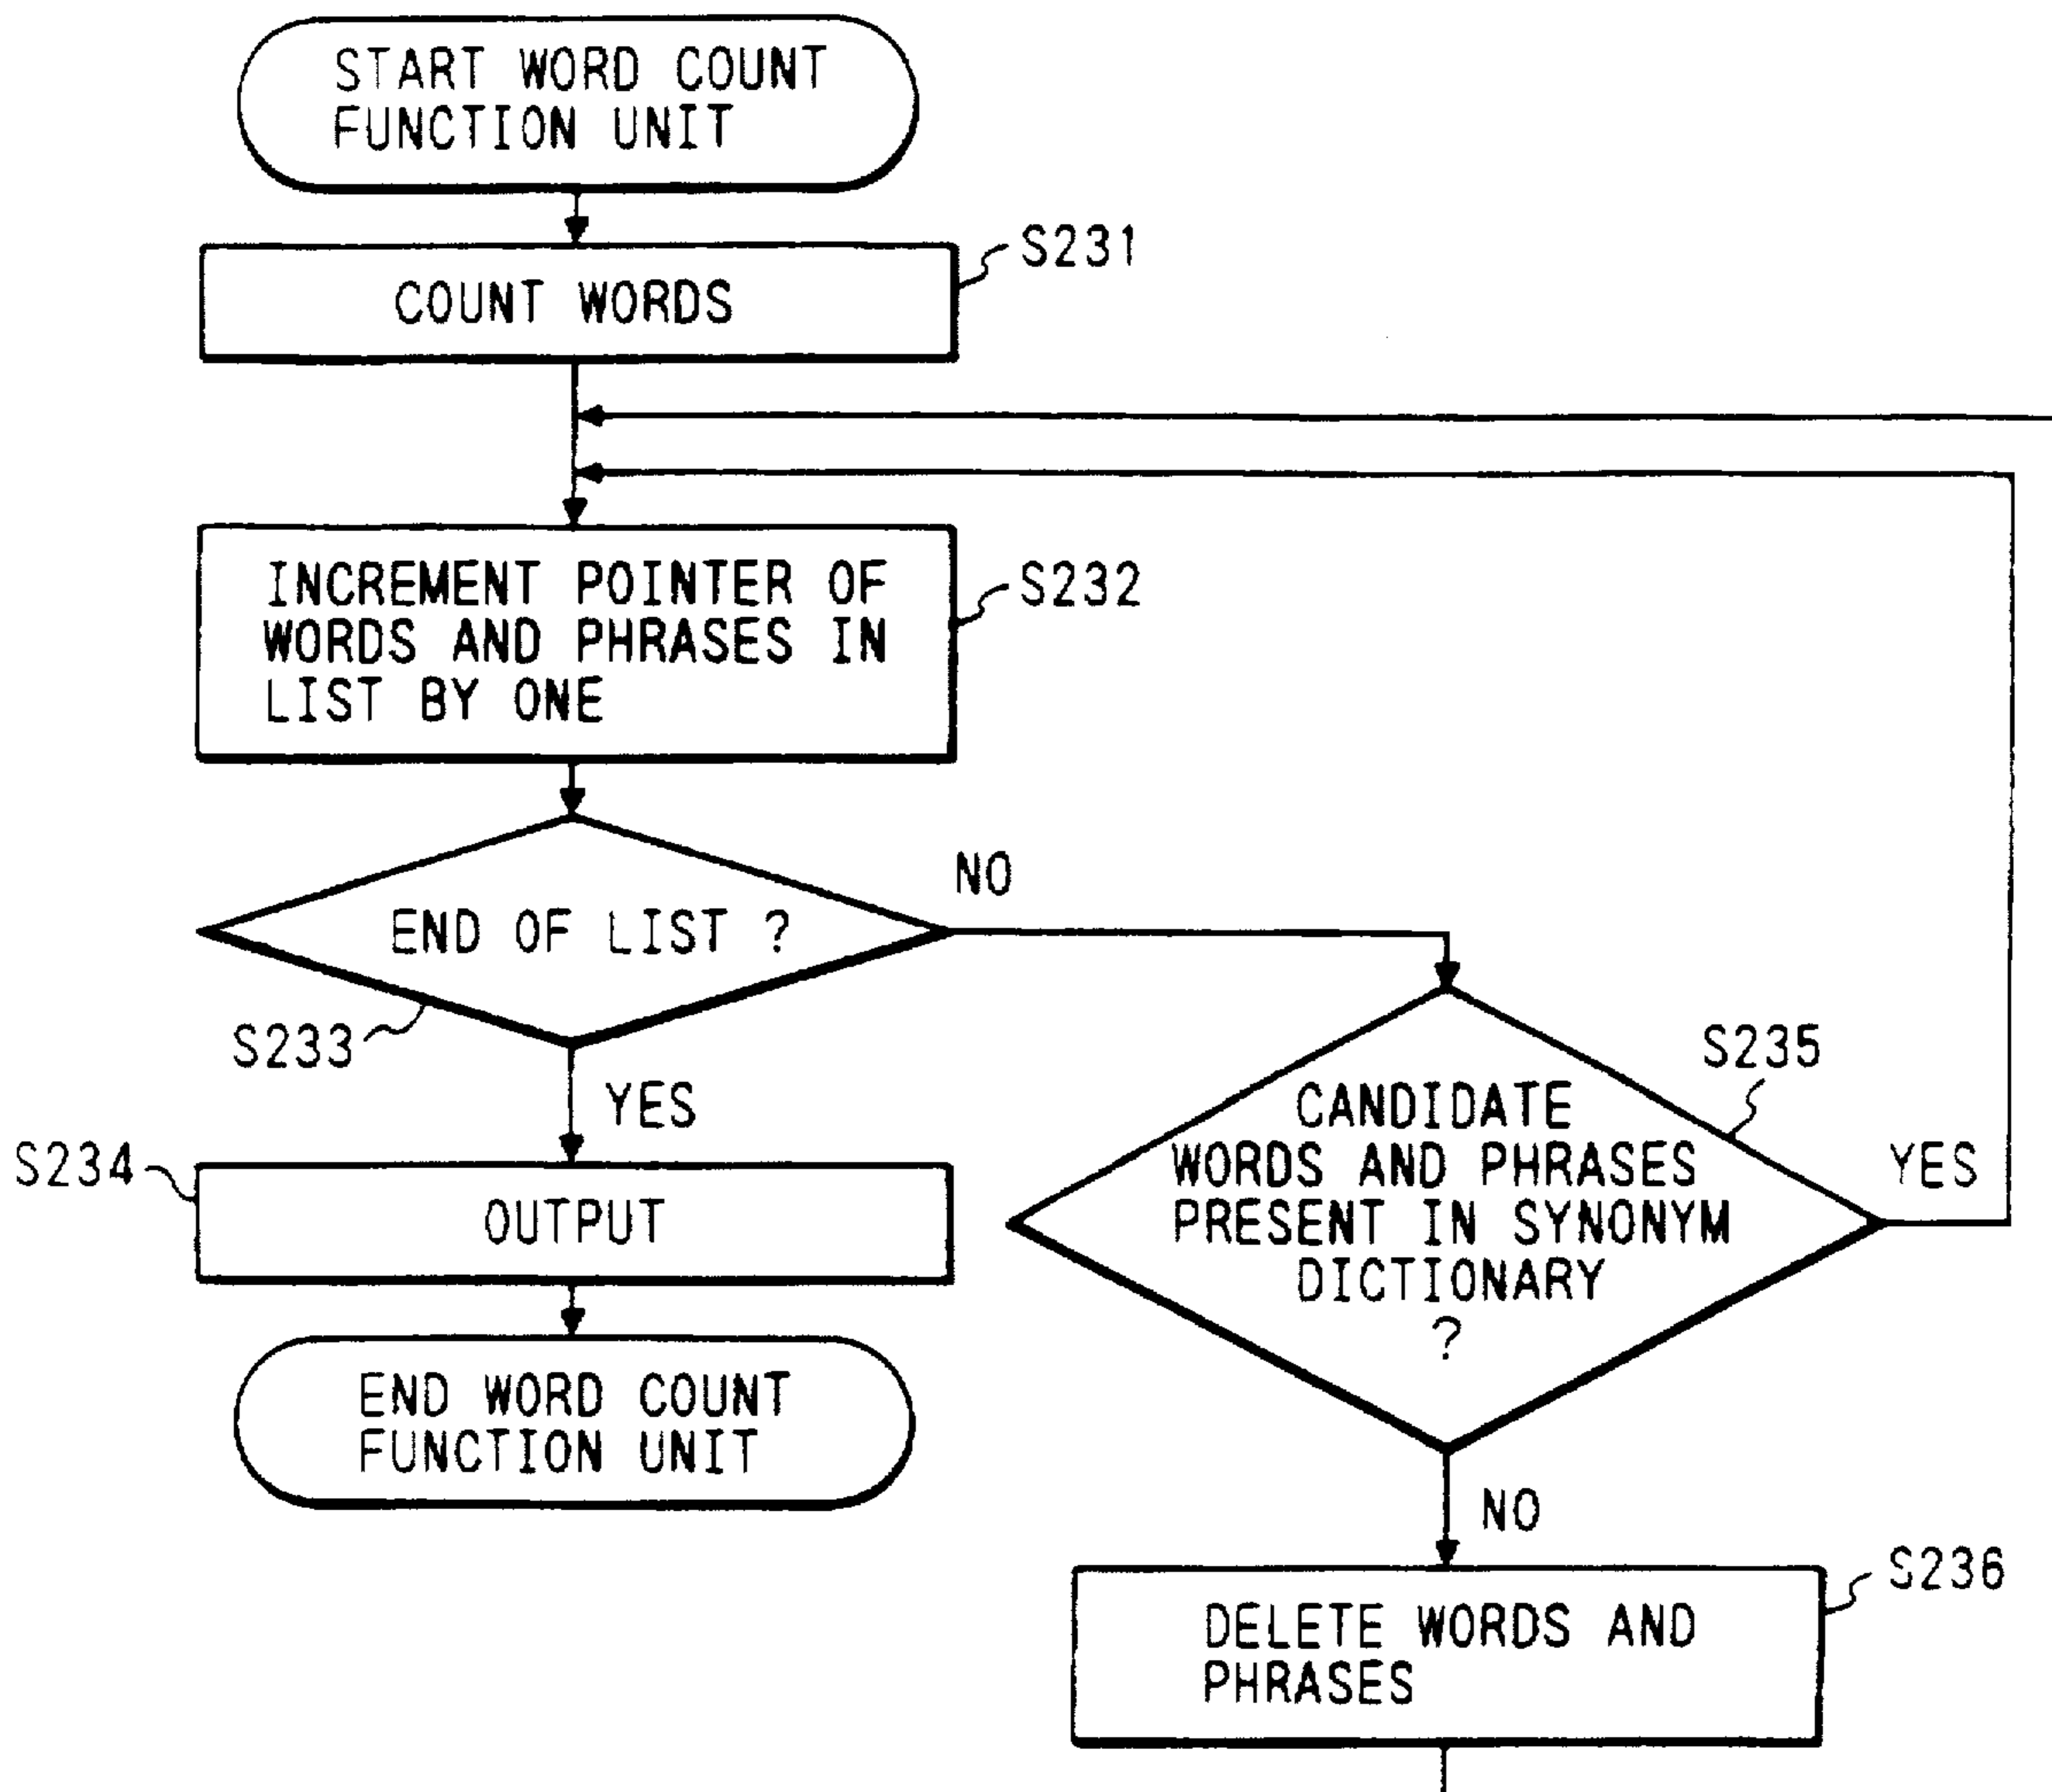 START WORD COUNT
FUNCTION UNIT
S231
COUNT WORDS
INCREMENT POINTER OF
WORDS AND PHRASES IN
LIST BY ONE
S232
NO
END OF LIST ?
S233
YES
S234
OUTPUT
END WORD COUNT
FUNCTION UNIT
S235
CANDIDATE
WORDS AND PHRASES
PRESENT IN SYNONYM
DICTIONARY
?
YES
NO
S236
DELETE WORDS AND
PHRASES